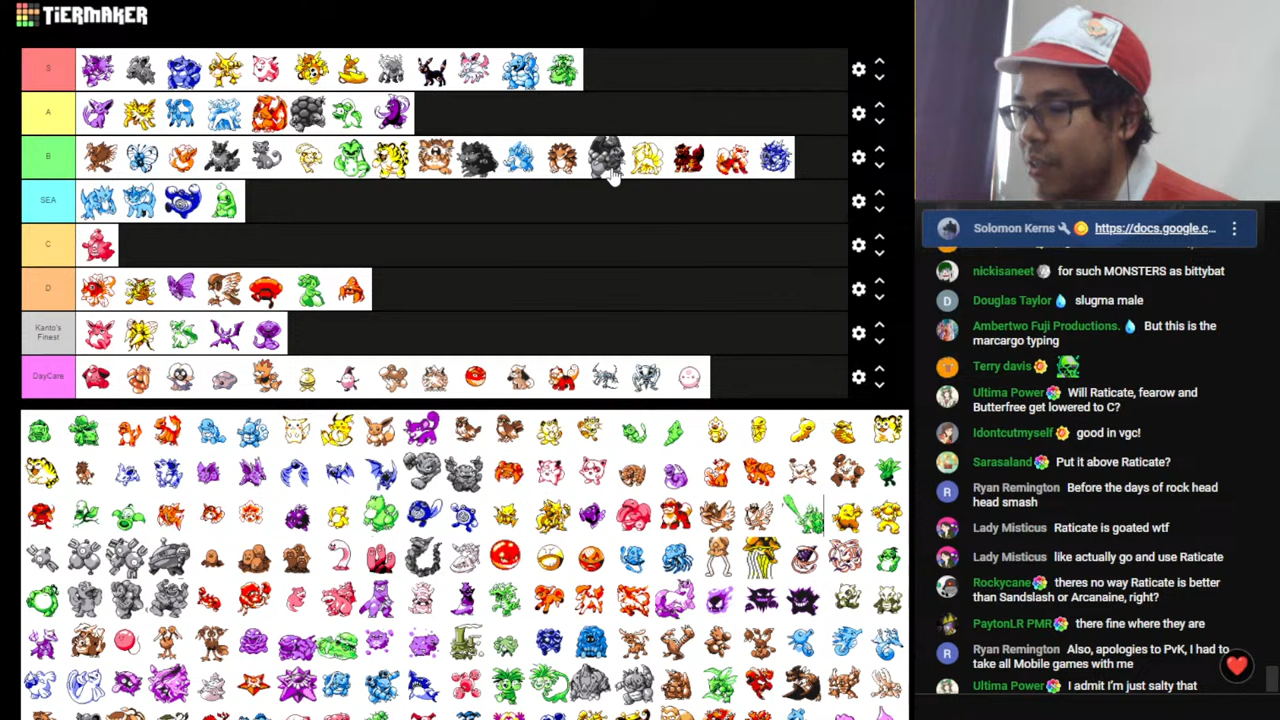 TiERMAKER
S
A
B
SEA
C
D
Kanto's
Finest
DayCare
Solomon Kerns https://docs.google.c...
nickisaneet for such MONSTERS as bittybat
Douglas Taylor slugma male
Ambertwo Fuji Productions. But this is the
marcargo typing
Terry davis
Ultima Power Will Raticate, fearow and
Butterfree get lowered to C?
Idontcutmyself good in vgc!
Sarasaland Put it above Raticate?
Ryan Remington Before the days of rock head
head smash
Lady Misticus Raticate is goated wtf
Lady Misticus like actually go and use Raticate
Rockycane theres no way Raticate is better
than Sandslash or Arcanaine, right?
PaytonLR PMR there fine where they are
Ryan Remington Also, apologies to PvK, I had to
take all Mobile games with me
Ultima Power I admit I'm just salty that